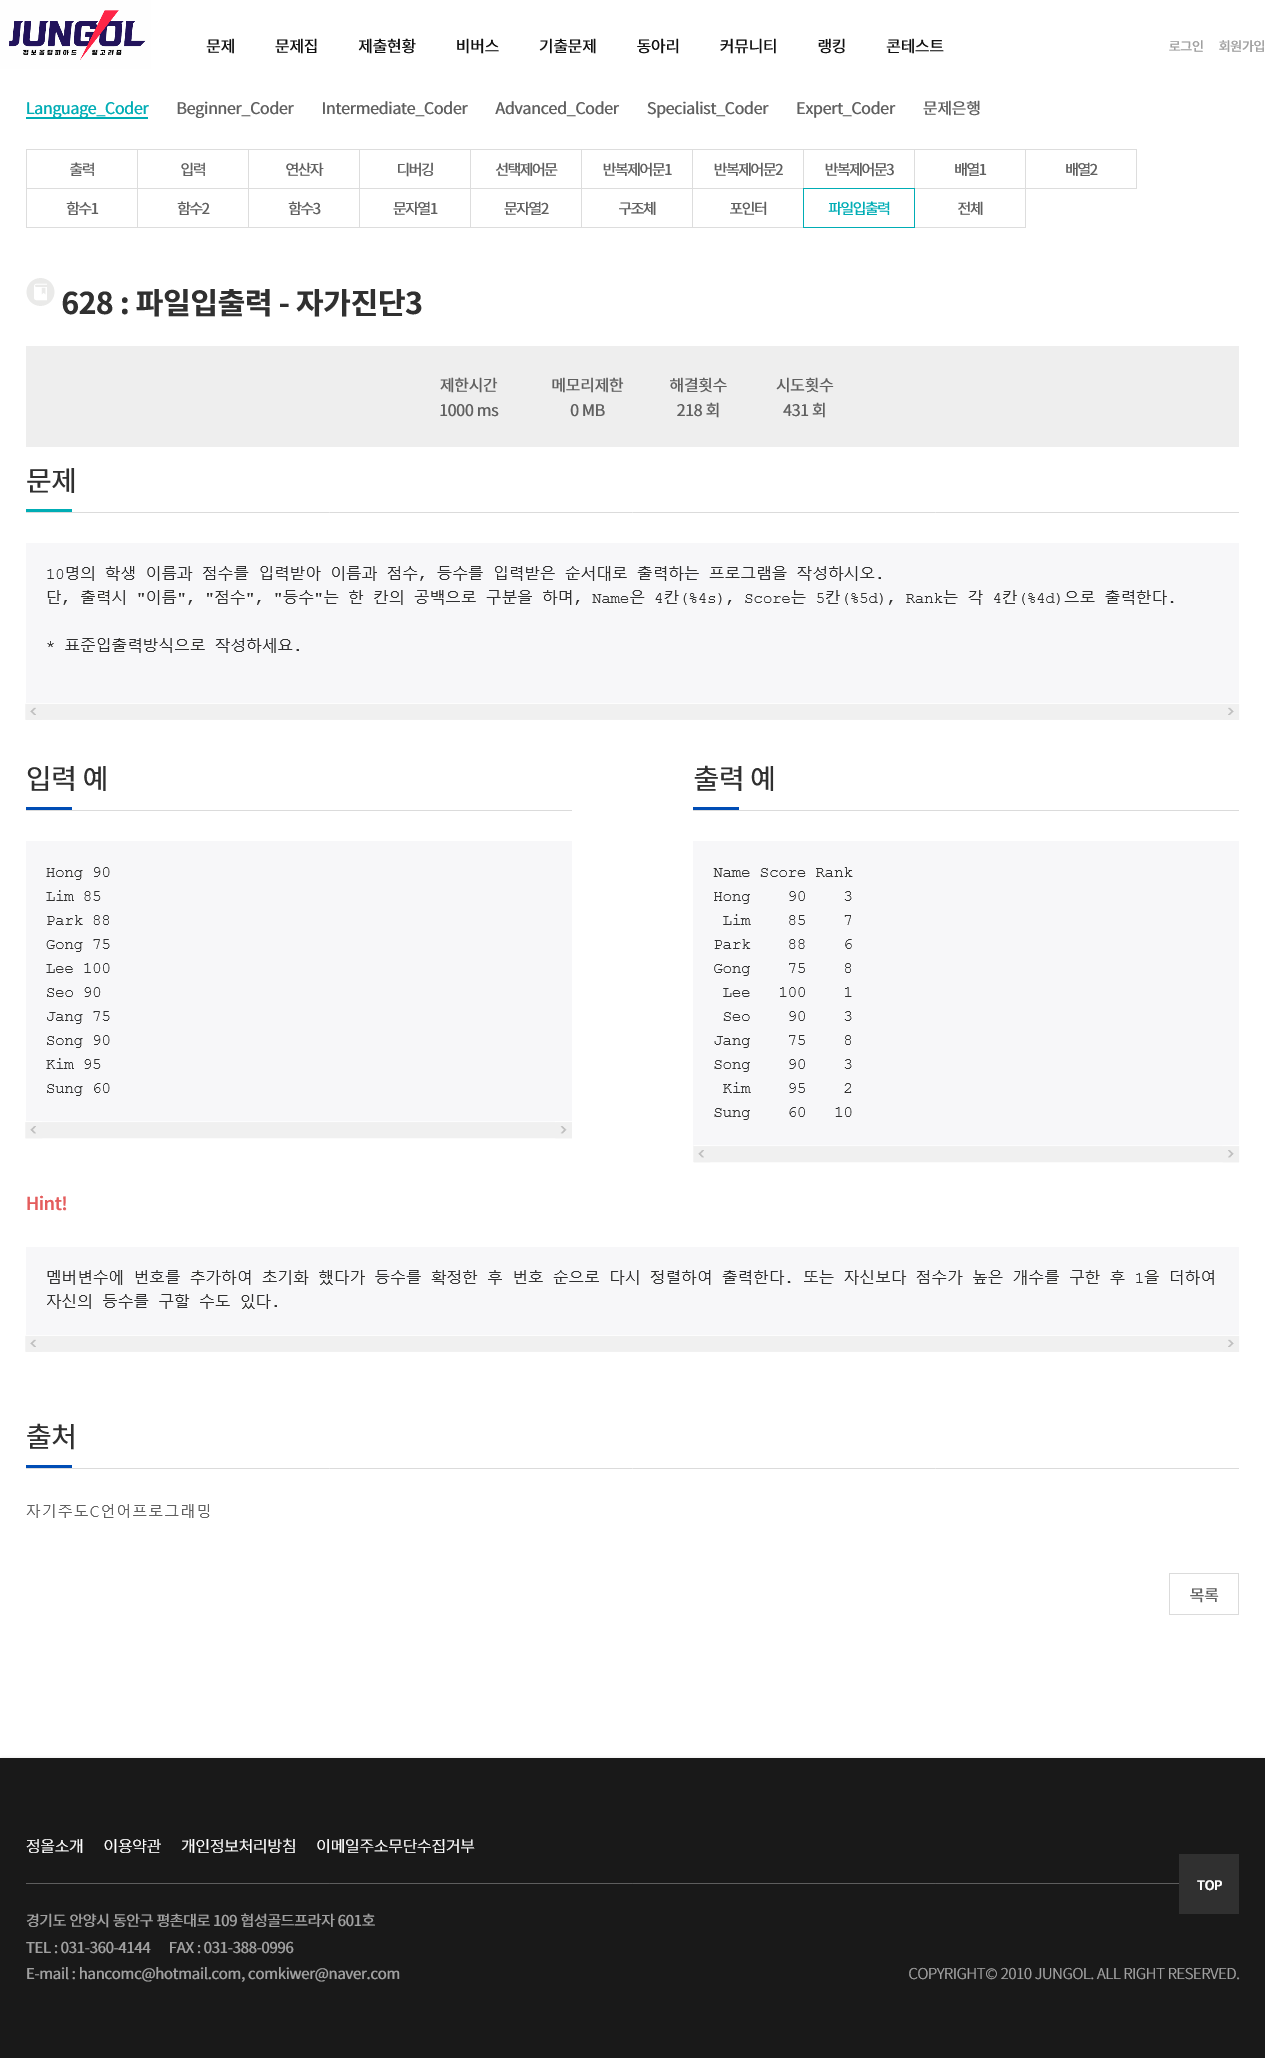 JUNGOL
정보올림피아드 알고리즘
문제 문제집 제출현황 비버스 기출문제 동아리 커뮤니티 랭킹 콘테스트 로그인 회원가입
Language_Coder Beginner_Coder Intermediate_Coder Advanced_Coder Specialist_Coder Expert_Coder 문제은행
출력 입력 연산자 디버깅 선택제어문 반복제어문1 반복제어문2 반복제어문3 배열1 배열2
함수1 함수2 함수3 문자열1 문자열2 구조체 포인터 파일입출력 전체
628 : 파일입출력 - 자가진단3
제한시간 메모리제한 해결횟수 시도횟수
1000 ms 0 MB 218 회 431 회
문제
10명의 학생 이름과 점수를 입력받아 이름과 점수, 등수를 입력받은 순서대로 출력하는 프로그램을 작성하시오.
단, 출력시 "이름", "점수", "등수"는 한 칸의 공백으로 구분을 하며, Name은 4칸(%4s), Score는 5칸(%5d), Rank는 각 4칸(%4d)으로 출력한다.
* 표준입출력방식으로 작성하세요.
입력 예
Hong 90
Lim 85
Park 88
Gong 75
Lee 100
Seo 90
Jang 75
Song 90
Kim 95
Sung 60
출력 예
Name Score Rank
Hong    90    3
 Lim    85    7
Park    88    6
Gong    75    8
 Lee   100    1
 Seo    90    3
Jang    75    8
Song    90    3
 Kim    95    2
Sung    60   10
Hint!
멤버변수에 번호를 추가하여 초기화 했다가 등수를 확정한 후 번호 순으로 다시 정렬하여 출력한다. 또는 자신보다 점수가 높은 개수를 구한 후 1을 더하여
자신의 등수를 구할 수도 있다.
출처
자기주도C언어프로그래밍
목록
정올소개 이용약관 개인정보처리방침 이메일주소무단수집거부
TOP
경기도 안양시 동안구 평촌대로 109 협성골드프라자 601호
TEL : 031-360-4144 FAX : 031-388-0996
E-mail : hancomc@hotmail.com, comkiwer@naver.com
COPYRIGHT© 2010 JUNGOL. ALL RIGHT RESERVED.